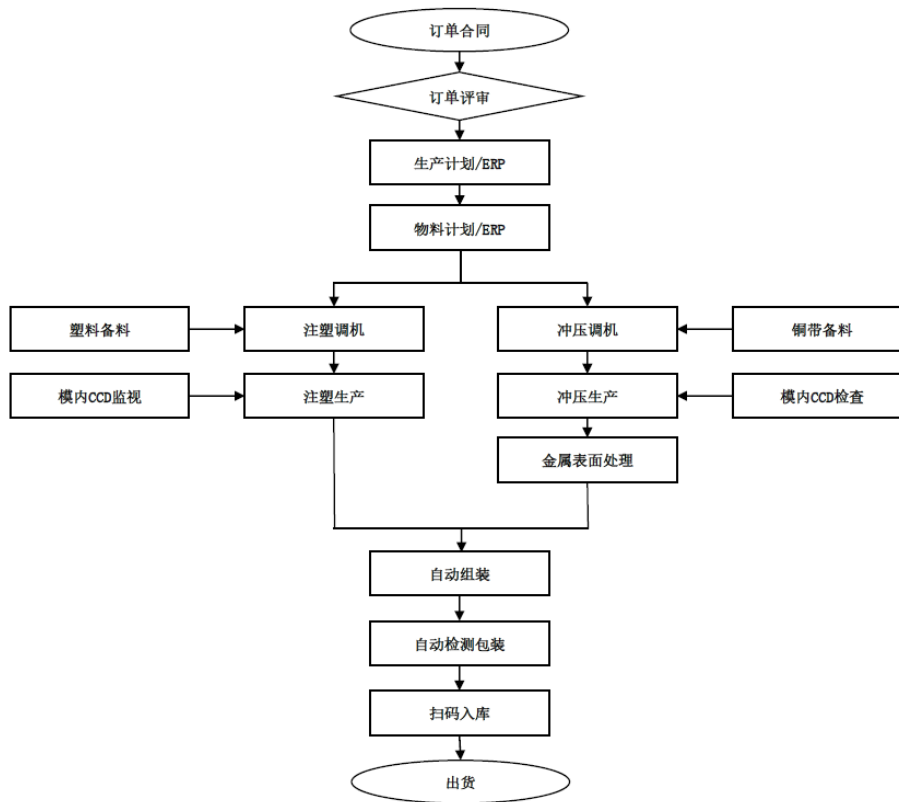 订单合同
订单评审
生产计划/ERP
物料计划/ERP
塑料备料
注塑调机
冲压调机
铜带备料
模内CCD监视
注塑生产
冲压生产
模内CCD检查
金属表面处理
自动组装
自动检测包装
扫码入库
出货